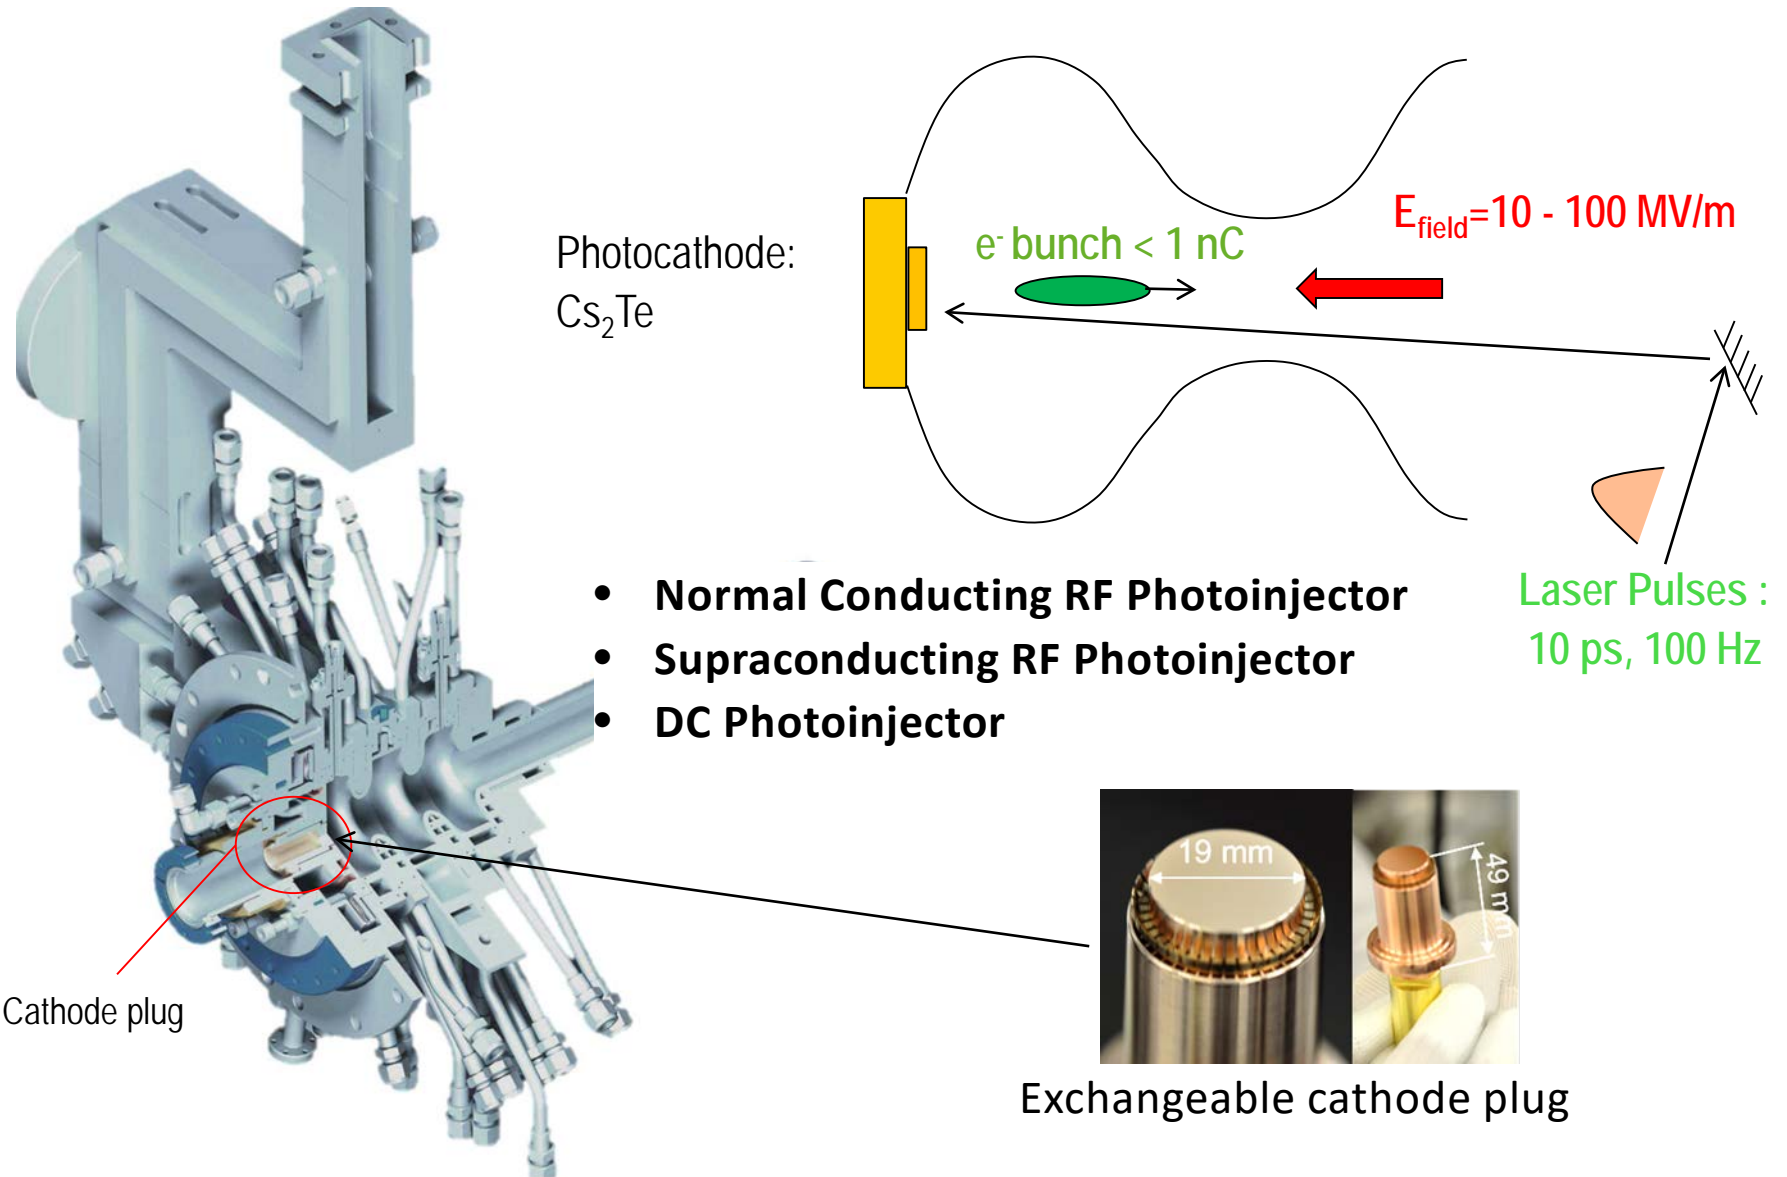 Photocathode:
Cs₂Te
e⁻ bunch < 1 nC
E_field=10 - 100 MV/m
Laser Pulses :
10 ps, 100 Hz
• Normal Conducting RF Photoinjector
• Supraconducting RF Photoinjector
• DC Photoinjector
19 mm
49 mm
Cathode plug
Exchangeable cathode plug